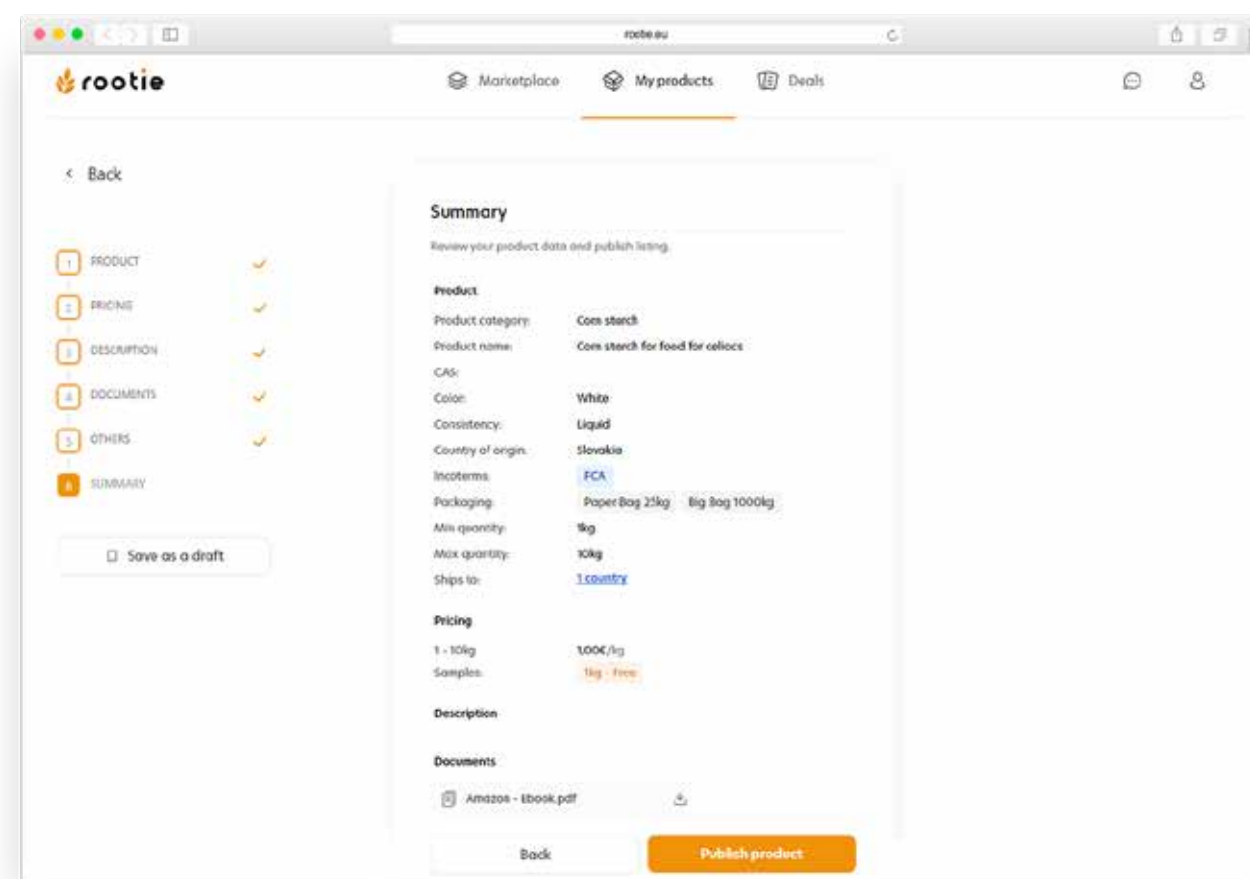 rootie.eu
rootie
Marketplace
My products
Deals
< Back
1 PRODUCT
2 PRICING
3 DESCRIPTION
4 DOCUMENTS
5 OTHERS
6 SUMMARY
Save as a draft
Summary
Review your product data and publish listing.
Product
Product category: Corn starch
Product name: Corn starch for food for celiacs
CAS:
Color: White
Consistency: Liquid
Country of origin: Slovakia
Incoterms: FCA
Packaging: Paper Bag 25kg Big Bag 1000kg
Min quantity: 1kg
Max quantity: 10kg
Ships to: 1 country
Pricing
1 - 10kg 1,00€/kg
Samples: 1kg - Free
Description
Documents
Amazon - Ebook.pdf
Back
Publish product